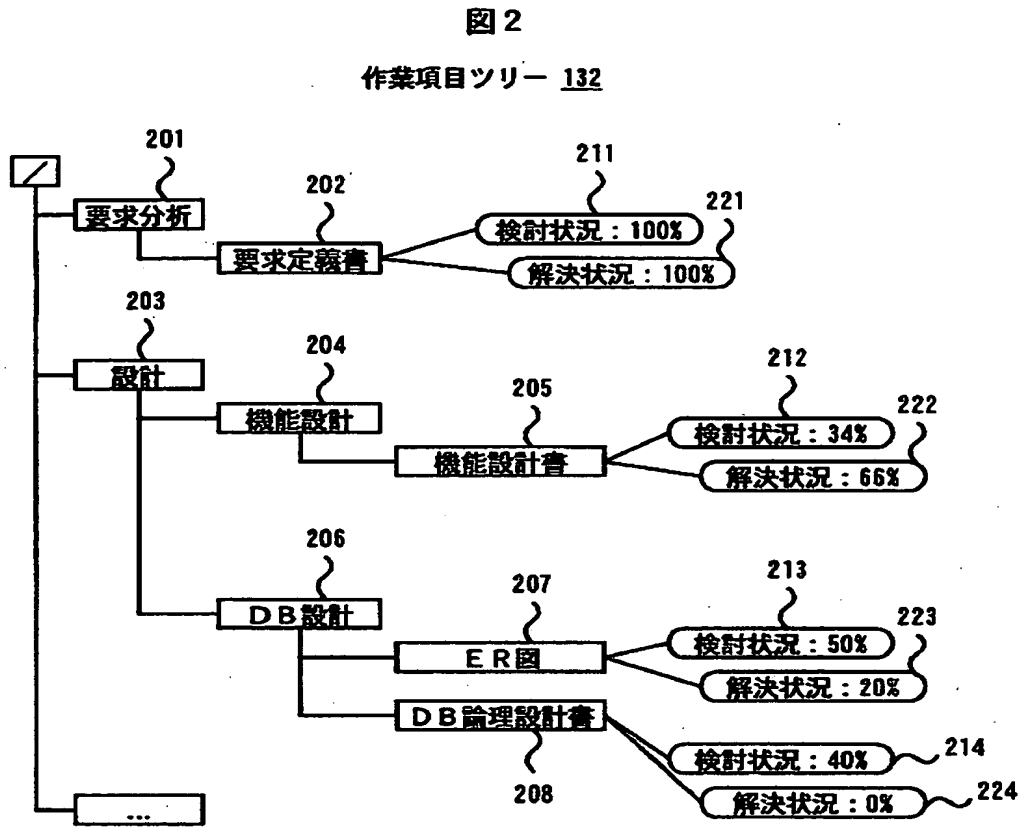 図2
作業項目ツリー 132
／
201
要求分析
202
要求定義書
211
検討状況：100%
221
解決状況：100%
203
設計
204
機能設計
205
機能設計書
212
検討状況：34%
222
解決状況：66%
206
DB設計
207
ER図
213
検討状況：50%
223
解決状況：20%
DB論理設計書
208
検討状況：40%
214
解決状況：0%
224
...